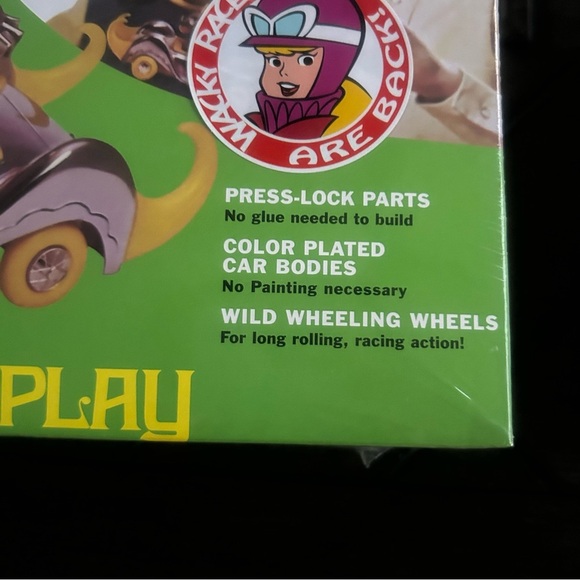 WACKY RACE
ARE BACK!
PRESS-LOCK PARTS
No glue needed to build
COLOR PLATED
CAR BODIES
No Painting necessary
WILD WHEELING WHEELS
For long rolling, racing action!
PLAY